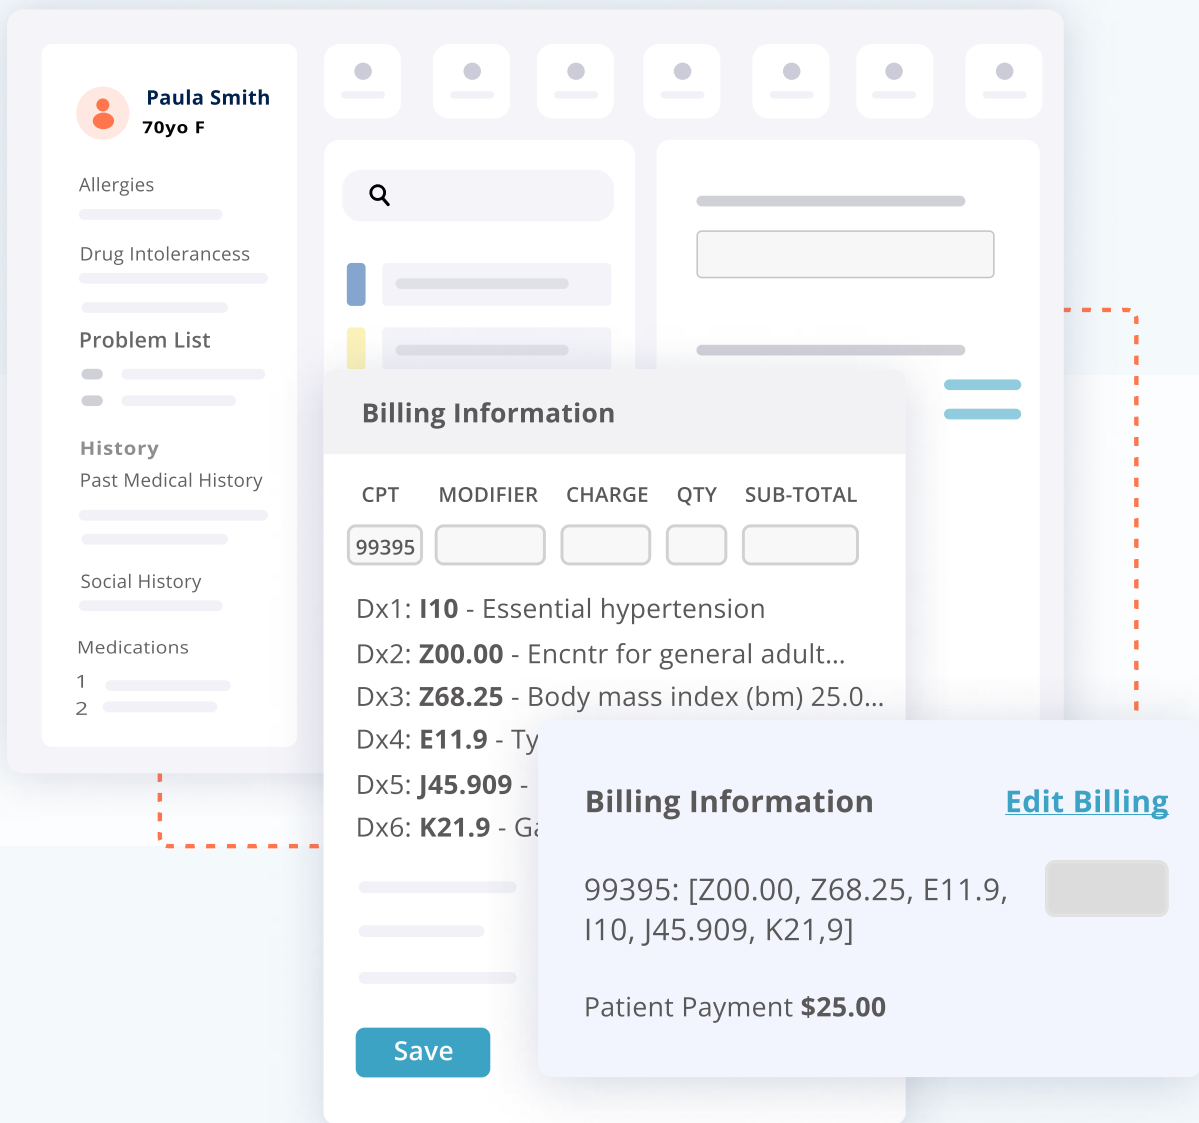 Paula Smith
70yo F
Allergies
Drug Intolerancess
Problem List
History
Past Medical History
Social History
Medications
1
2
Billing Information
CPT MODIFIER CHARGE QTY SUB-TOTAL
99395
Dx1: I10 - Essential hypertension
Dx2: Z00.00 - Encntr for general adult...
Dx3: Z68.25 - Body mass index (bm) 25.0...
Dx4: E11.9 - Ty
Dx5: J45.909 -
Dx6: K21.9 - Ga
Save
Billing Information
Edit Billing
99395: [Z00.00, Z68.25, E11.9,
I10, J45.909, K21,9]
Patient Payment $25.00